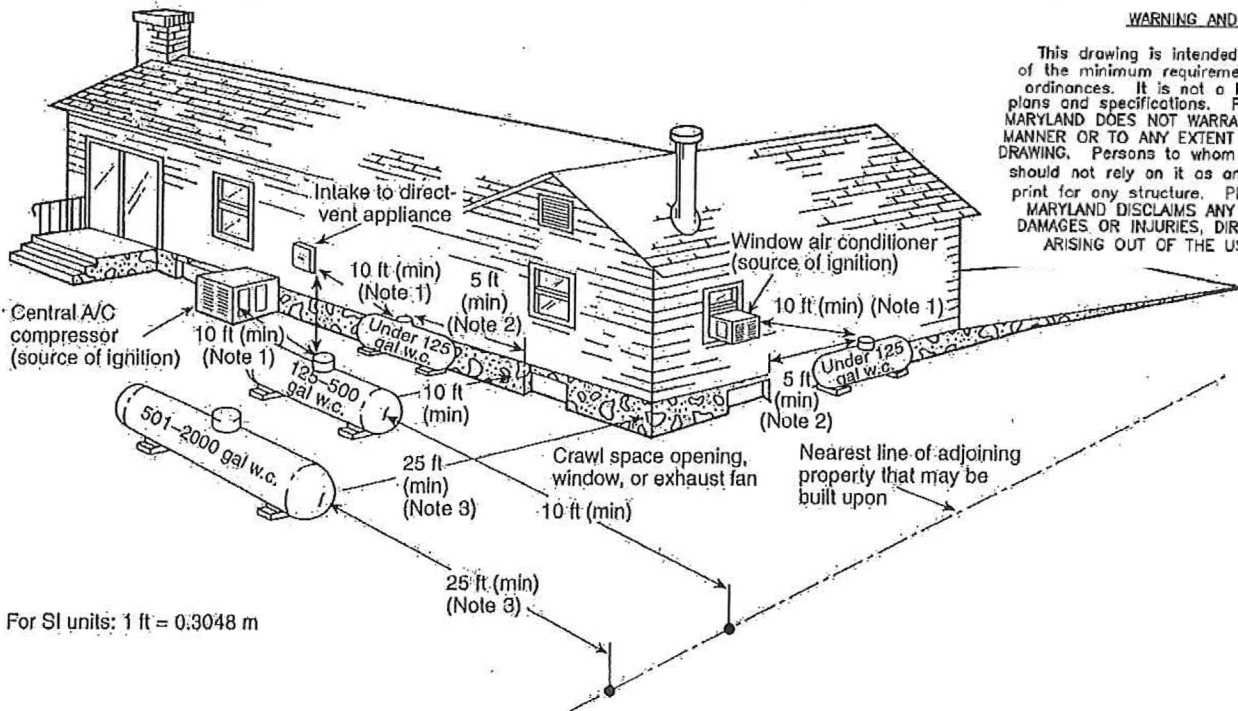 WARNING AND
This drawing is intended
of the minimum requireme
ordinances. It is not a
plans and specifications.
MARYLAND DOES NOT WARRA
MANNER OR TO ANY EXTENT
DRAWING. Persons to whom
should not rely on it as an
print for any structure.
MARYLAND DISCLAIMS ANY
DAMAGES OR INJURIES, DIR
ARISING OUT OF THE US
Intake to direct-
vent appliance
Window air conditioner
(source of ignition)
10 ft (min)
(Note 1)
5 ft
(min)
(Note 2)
10 ft (min) (Note 1)
Central A/C
compressor
(source of ignition)
10 ft (min)
(Note 1)
Under 125
gal w.c.
Under 125
gal w.c.
125–500
gal w.c.
10 ft
(min)
5 ft
(min)
(Note 2)
501–2000 gal w.c.
25 ft
(min)
(Note 3)
Crawl space opening,
window, or exhaust fan
Nearest line of adjoining
property that may be
built upon
10 ft (min)
25 ft (min)
(Note 3)
For SI units: 1 ft = 0.3048 m